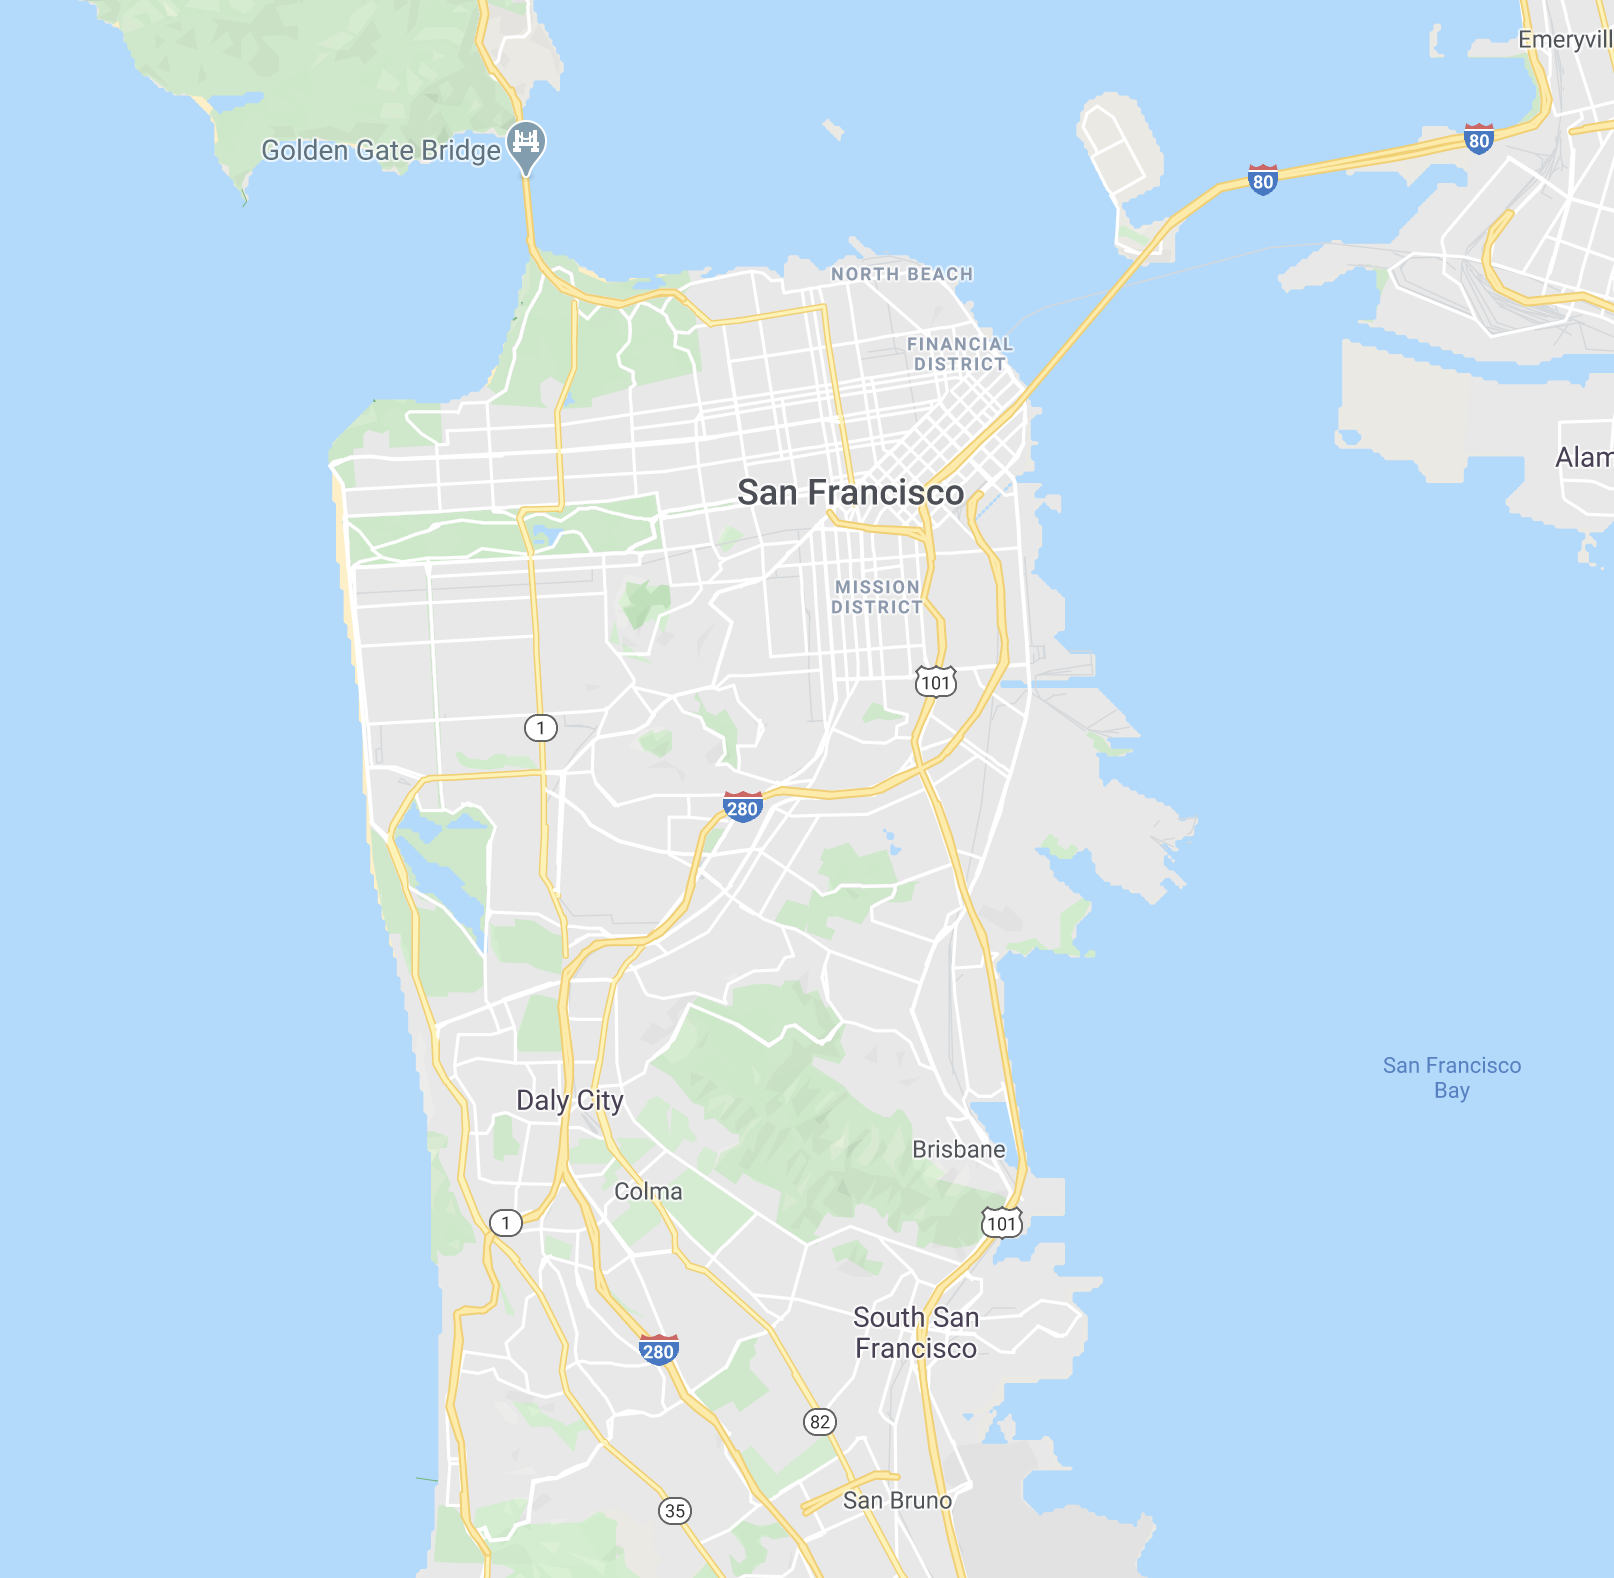 Emeryvill
80
Golden Gate Bridge
80
NORTH BEACH
FINANCIAL
DISTRICT
Alam
San Francisco
MISSION
DISTRICT
101
1
280
San Francisco
Bay
Daly City
Brisbane
Colma
1
101
South San
Francisco
280
82
San Bruno
35